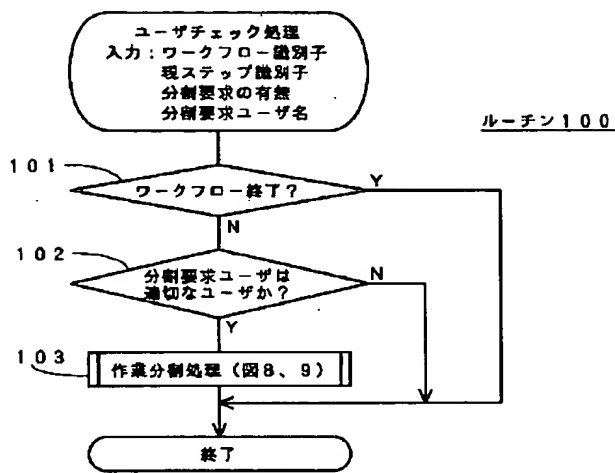 ユーザチェック処理
入力：ワークフロー識別子
現ステップ識別子
分割要求の有無
分割要求ユーザ名
ルーチン100
101
ワークフロー終了？
Y
N
102
分割要求ユーザは
適切なユーザか？
N
Y
103
作業分割処理（図8、9）
終了